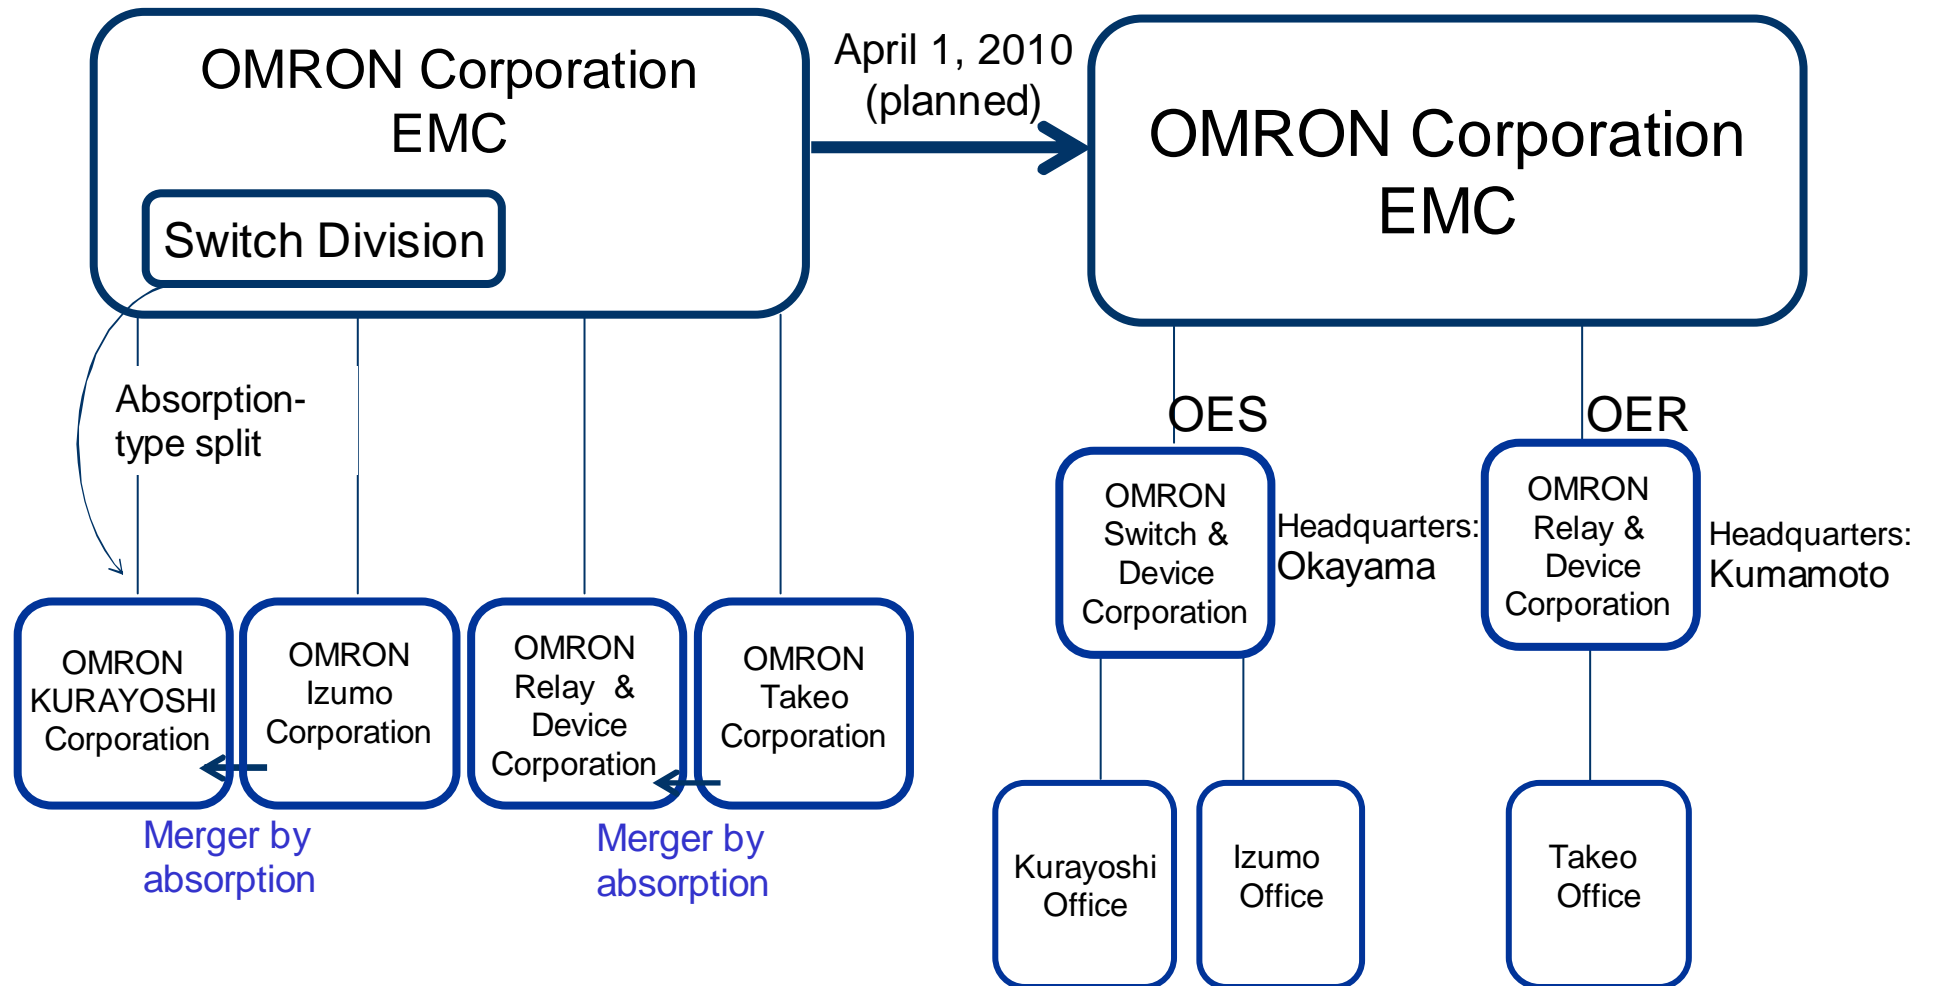 OMRON Corporation
EMC
Switch Division
April 1, 2010
(planned)
OMRON Corporation
EMC
Absorption-
type split
OMRON
KURAYOSHI
Corporation
OMRON
Izumo
Corporation
OMRON
Relay & 
Device
Corporation
OMRON
Takeo
Corporation
Merger by
absorption
Merger by
absorption
OES
OMRON
Switch &
Device
Corporation
Headquarters:
Okayama
OER
OMRON
Relay &
Device
Corporation
Headquarters:
Kumamoto
Kurayoshi
Office
Izumo
Office
Takeo
Office